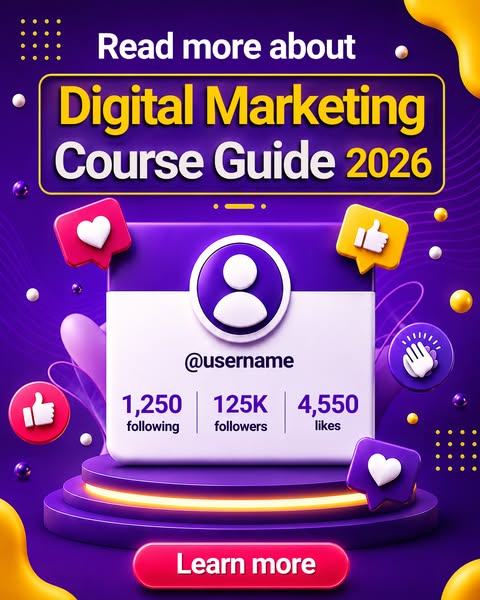 Read more about
Digital Marketing
Course Guide 2026
@username
1,250 125K 4,550
following followers likes
Learn more